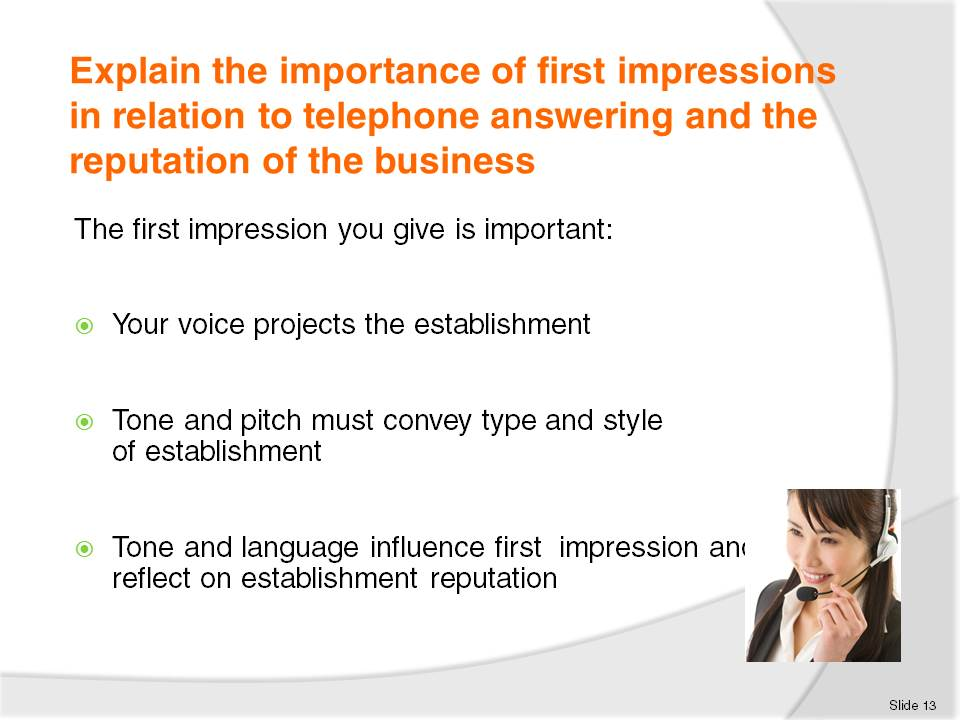 Explain the importance of first impressions
in relation to telephone answering and the
reputation of the business
The first impression you give is important:
Your voice projects the establishment
Tone and pitch must convey type and style
of establishment
Tone and language influence first impression and
reflect on establishment reputation
Slide 13